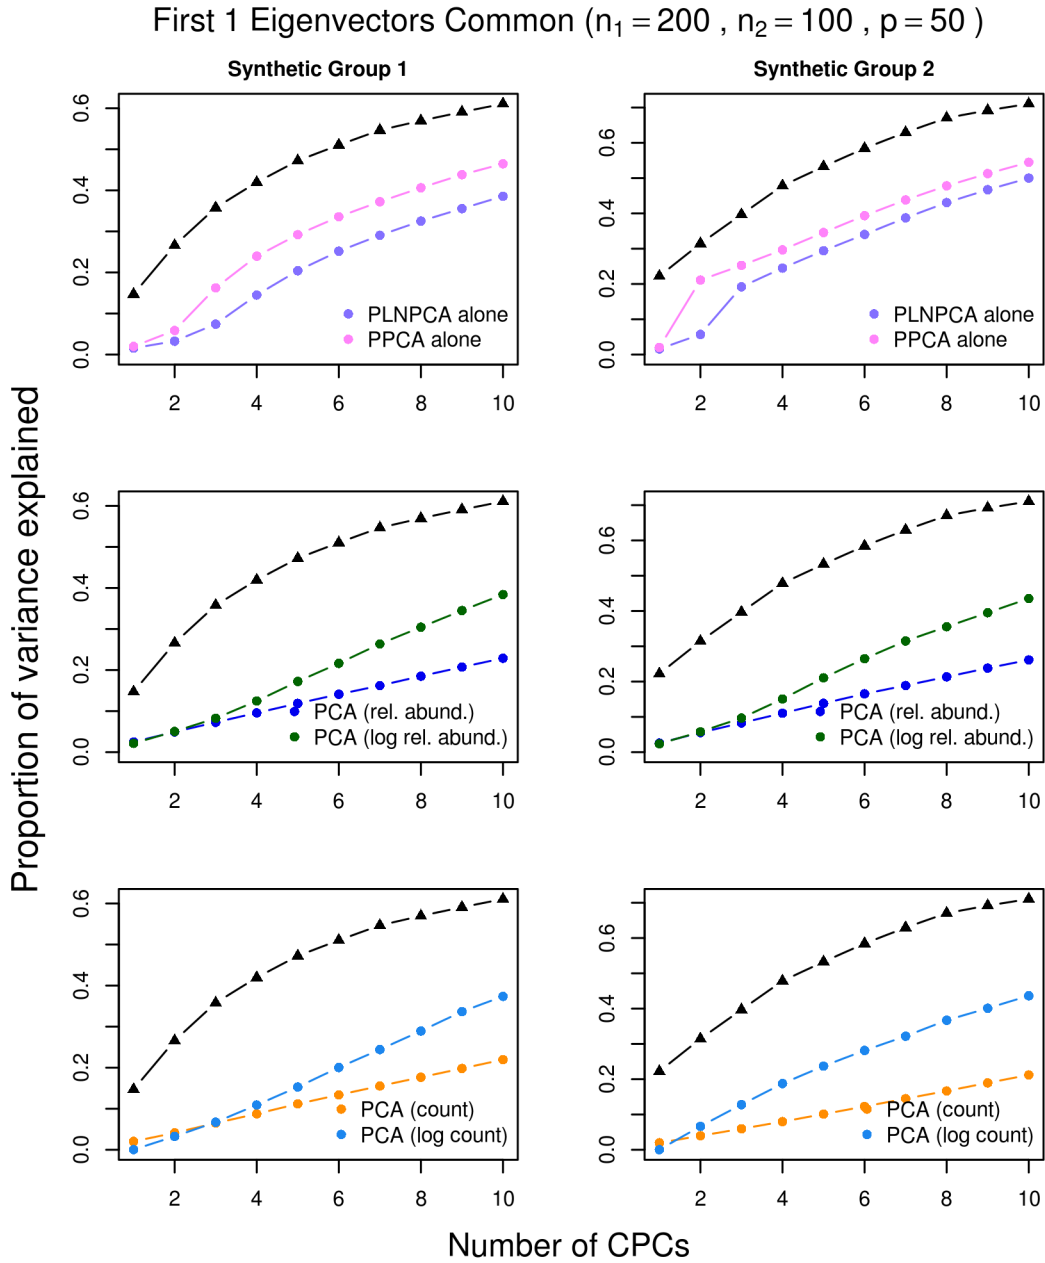 First 1 Eigenvectors Common (n₁ = 200 , n₂ = 100 , p = 50 )
Synthetic Group 1
Synthetic Group 2
Proportion of variance explained
0.0 0.2 0.4 0.6
PLNPCA alone
PPCA alone
2 4 6 8 10
0.0 0.2 0.4 0.6
PLNPCA alone
PPCA alone
2 4 6 8 10
0.0 0.2 0.4 0.6
PCA (rel. abund.)
PCA (log rel. abund.)
2 4 6 8 10
0.0 0.2 0.4 0.6
PCA (rel. abund.)
PCA (log rel. abund.)
2 4 6 8 10
0.0 0.2 0.4 0.6
PCA (count)
PCA (log count)
2 4 6 8 10
0.0 0.2 0.4 0.6
PCA (count)
PCA (log count)
2 4 6 8 10
Number of CPCs